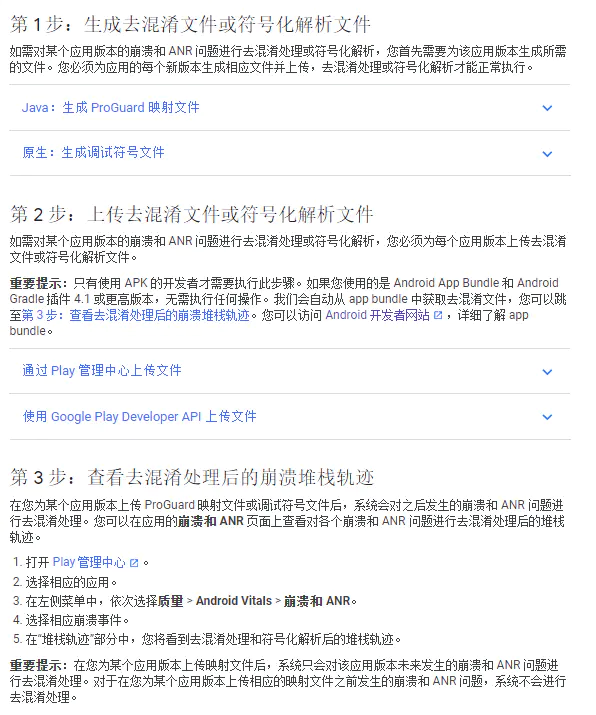 第 1 步：生成去混淆文件或符号化解析文件
如需对某个应用版本的崩溃和 ANR 问题进行去混淆处理或符号化解析，您首先需要为该应用版本生成所需
的文件。您必须为应用的每个新版本生成相应文件并上传，去混淆处理或符号化解析才能正常执行。
Java：生成 ProGuard 映射文件
原生：生成调试符号文件
第 2 步：上传去混淆文件或符号化解析文件
如需对某个应用版本的崩溃和 ANR 问题进行去混淆处理或符号化解析，您必须为每个应用版本上传去混淆
文件或符号化解析文件。
重要提示：只有使用 APK 的开发者才需要执行此步骤。如果您使用的是 Android App Bundle 和 Android
Gradle 插件 4.1 或更高版本，无需执行任何操作。我们会自动从 app bundle 中获取去混淆文件，您可以跳
至第 3 步：查看去混淆处理后的崩溃堆栈轨迹。您可以访问 Android 开发者网站，详细了解 app
bundle。
通过 Play 管理中心上传文件
使用 Google Play Developer API 上传文件
第 3 步：查看去混淆处理后的崩溃堆栈轨迹
在您为某个应用版本上传 ProGuard 映射文件或调试符号文件后，系统会对之后发生的崩溃和 ANR 问题进
行去混淆处理。您可以在应用的崩溃和 ANR 页面上查看对各个崩溃和 ANR 问题进行去混淆处理后的堆栈
轨迹。
1. 打开 Play 管理中心。
2. 选择相应的应用。
3. 在左侧菜单中，依次选择质量 > Android Vitals > 崩溃和 ANR。
4. 选择相应崩溃事件。
5. 在“堆栈轨迹”部分中，您将看到去混淆处理和符号化解析后的堆栈轨迹。
重要提示：在您为某个应用版本上传映射文件后，系统只会对该应用版本未来发生的崩溃和 ANR 问题进
行去混淆处理。对于在您为某个应用版本上传相应的映射文件之前发生的崩溃和 ANR 问题，系统不会进行
去混淆处理。